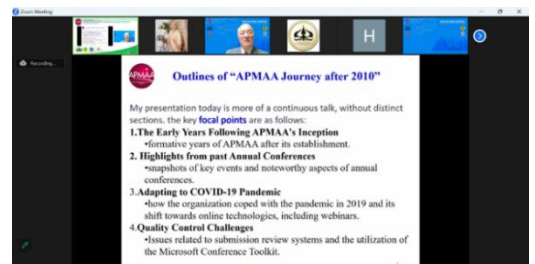 Zoom Meeting
Recording...
H
APMAA
Outlines of “APMAA Journey after 2010”
My presentation today is more of a continuous talk, without distinct
sections. the key focal points are as follows:
1.The Early Years Following APMAA's Inception
•formative years of APMAA after its establishment.
2. Highlights from past Annual Conferences
•snapshots of key events and noteworthy aspects of annual
conferences.
3.Adapting to COVID-19 Pandemic
•how the organization coped with the pandemic in 2019 and its
shift towards online technologies, including webinars.
4.Quality Control Challenges
•Issues related to submission review systems and the utilization of
the Microsoft Conference Toolkit.